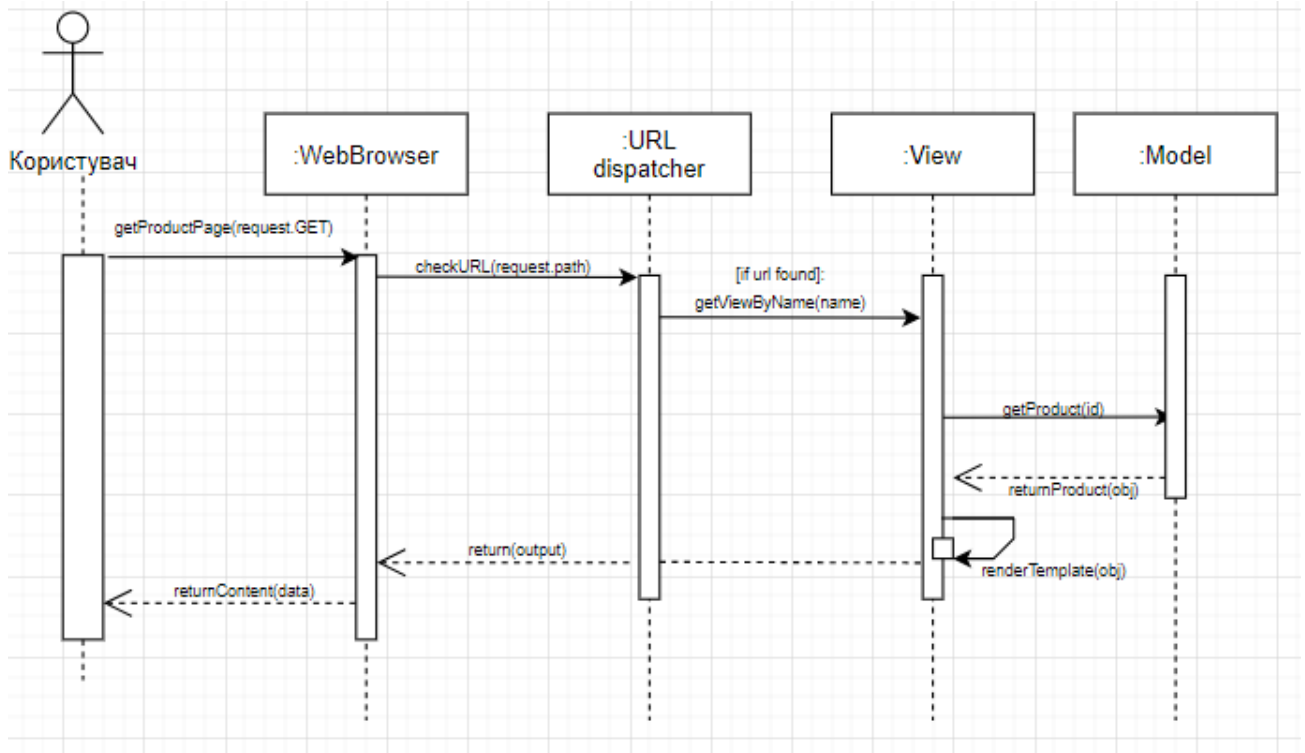 :WebBrowser
:URL
dispatcher
:View
:Model
Користувач
getProductPage(request.GET)
checkURL(request.path)
[if url found]:
getViewByName(name)
getProduct(id)
returnProduct(obj)
return(output)
renderTemplate(obj)
returnContent(data)